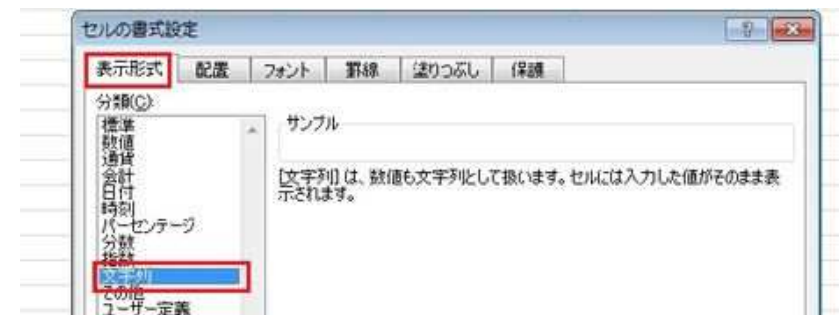 セルの書式設定
表示形式 配置 フォント 罫線 塗りつぶし 保護
分類(C):
標準
数値
通貨
会計
日付
時刻
パーセンテージ
分数
指数
文字列
その他
ユーザー定義
サンプル
[文字列] は、数値も文字列として扱います。セルには入力した値がそのまま表
示されます。